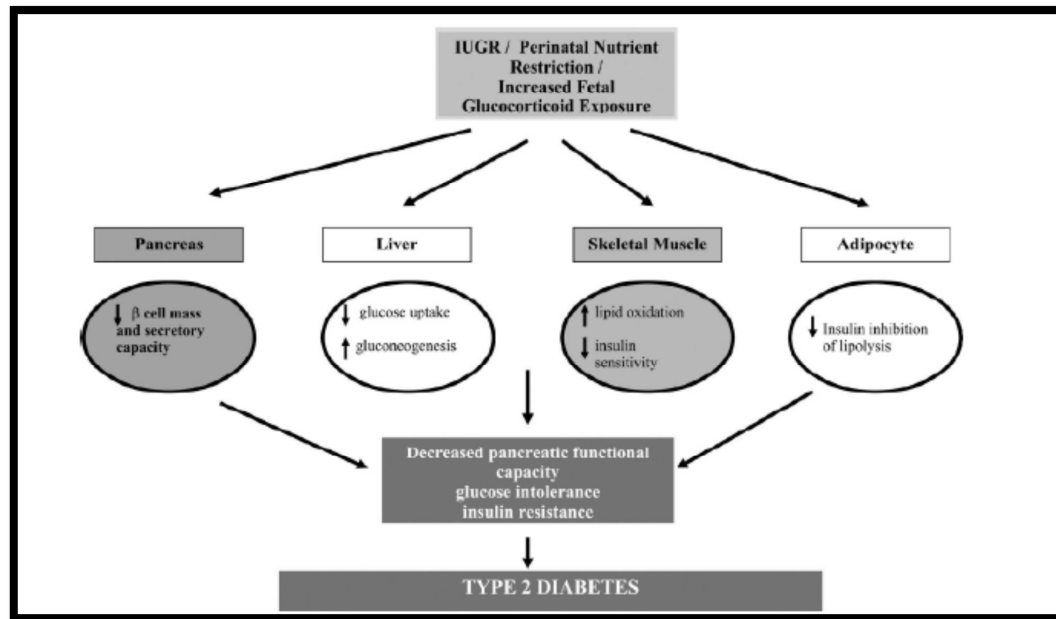 IUGR / Perinatal Nutrient
Restriction /
Increased Fetal
Glucocorticoid Exposure
Pancreas
Liver
Skeletal Muscle
Adipocyte
↓ β cell mass
and secretory
capacity
↓ glucose uptake
↑ gluconeogenesis
↑ lipid oxidation
↓ insulin
sensitivity
↓ Insulin inhibition
of lipolysis
Decreased pancreatic functional
capacity
glucose intolerance
insulin resistance
TYPE 2 DIABETES